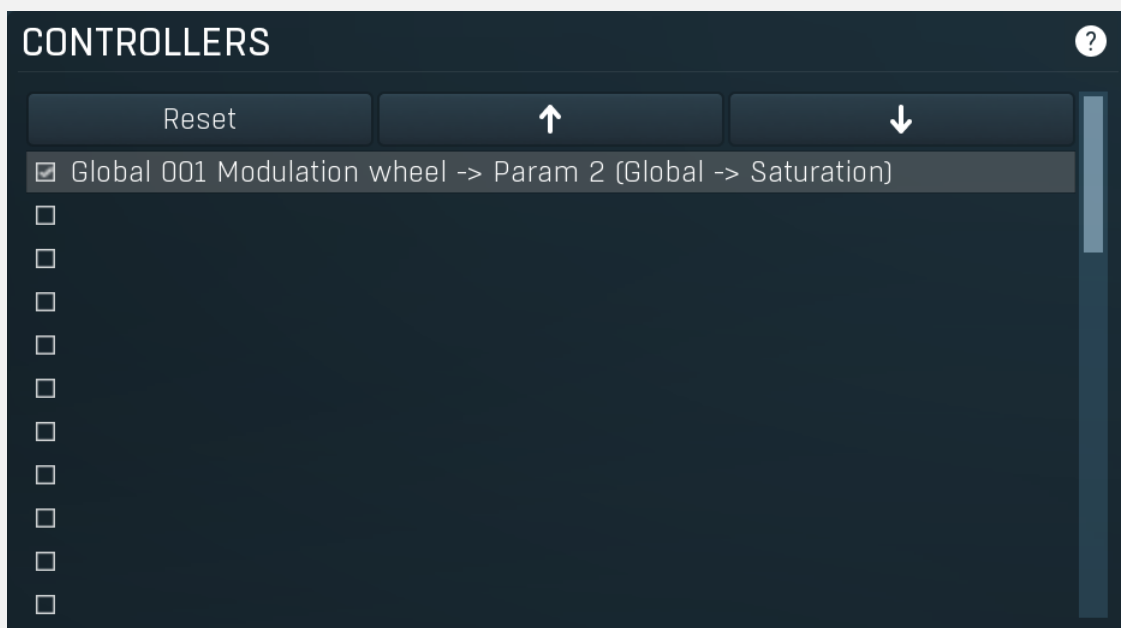 CONTROLLERS ?
Reset ↑ ↓
Global 001 Modulation wheel -> Param 2 (Global -> Saturation)